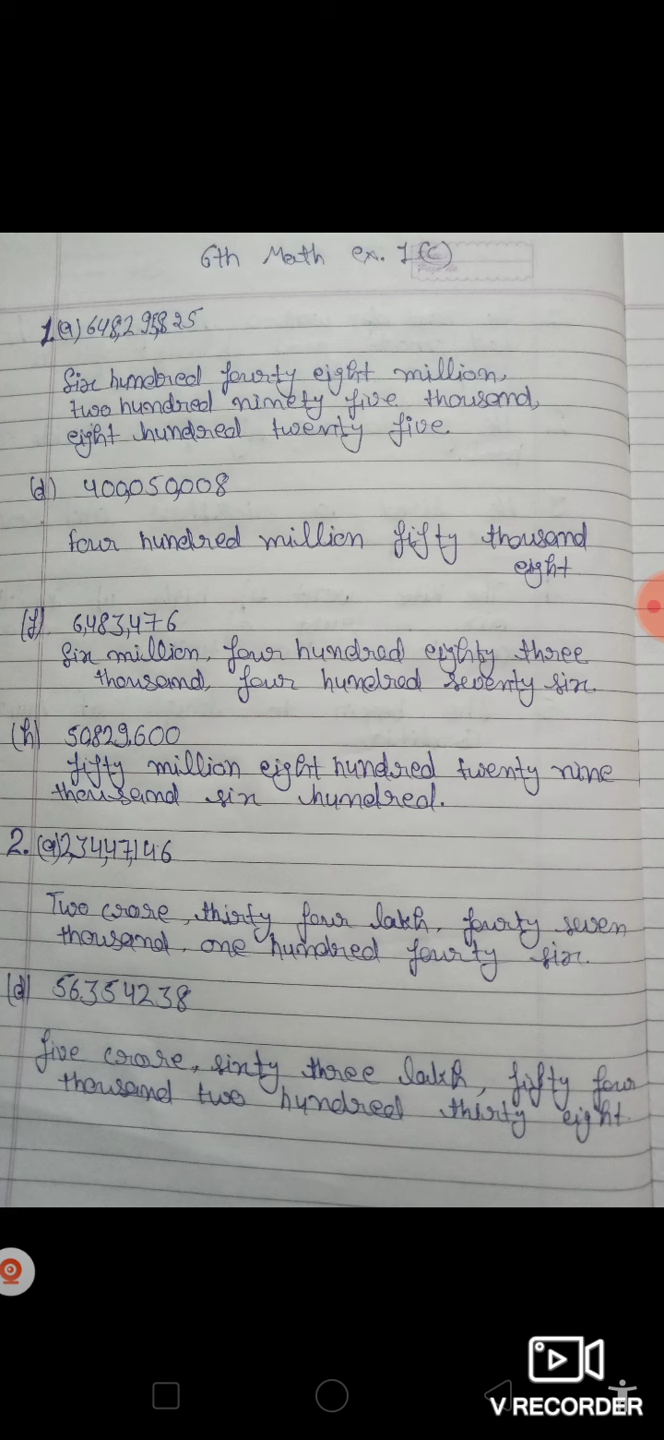 6th Math ex. 1(C)
1.(a) 648,295,825
Six hundred fourty eight million,
two hundred ninety five thousand,
eight hundred twenty five.
(d) 400,050,008
four hundred million fifty thousand
eight
(f) 6,483,476
Six million, four hundred eighty three
thousand, four hundred seventy six.
(h) 50,829,600
fifty million eight hundred twenty nine
thousand six hundred.
2. (a) 2,34,47,146
Two crore, thirty four lakh, fourty seven
thousand, one hundred fourty six.
(d) 56354238
five crore, sixty three lakh, fifty four
thousand two hundred thirty eight.
V RECORDER